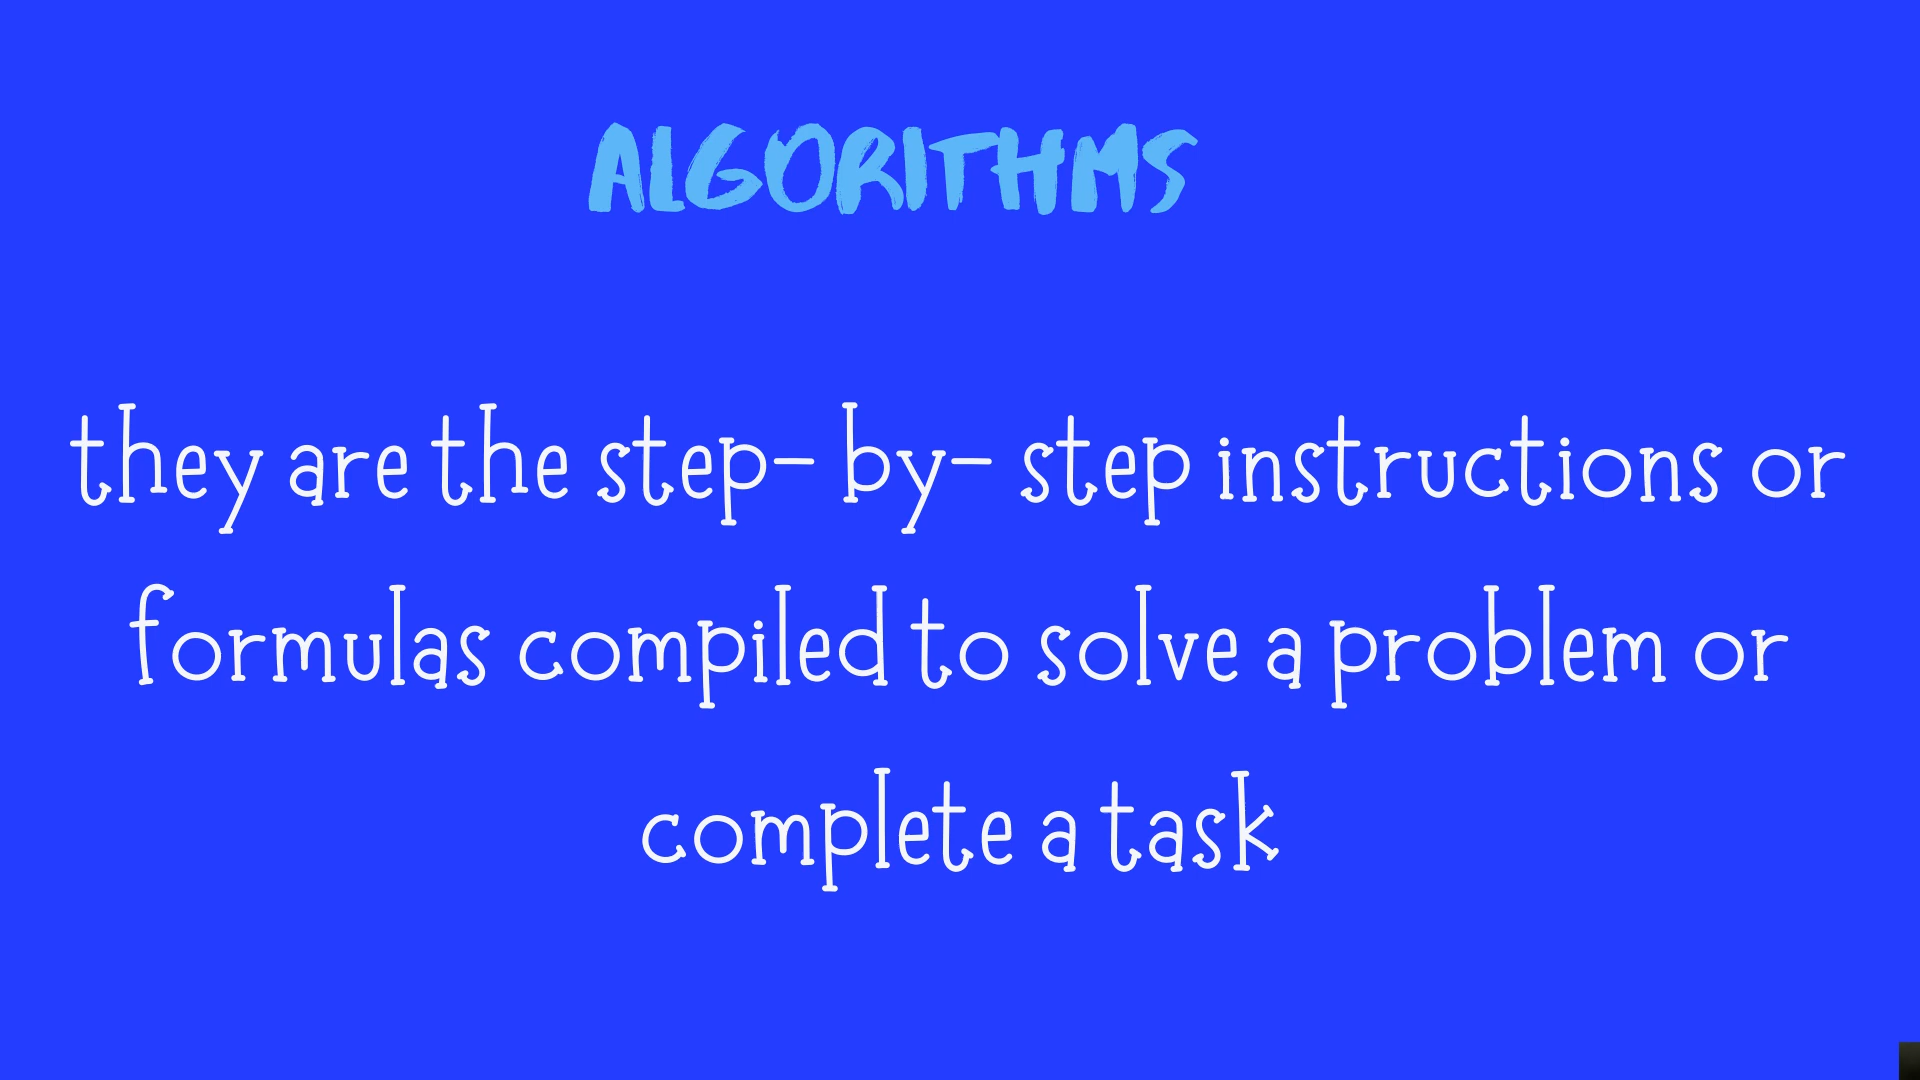 ALGORITHMS
they are the step- by- step instructions or
formulas compiled to solve a problem or
complete a task